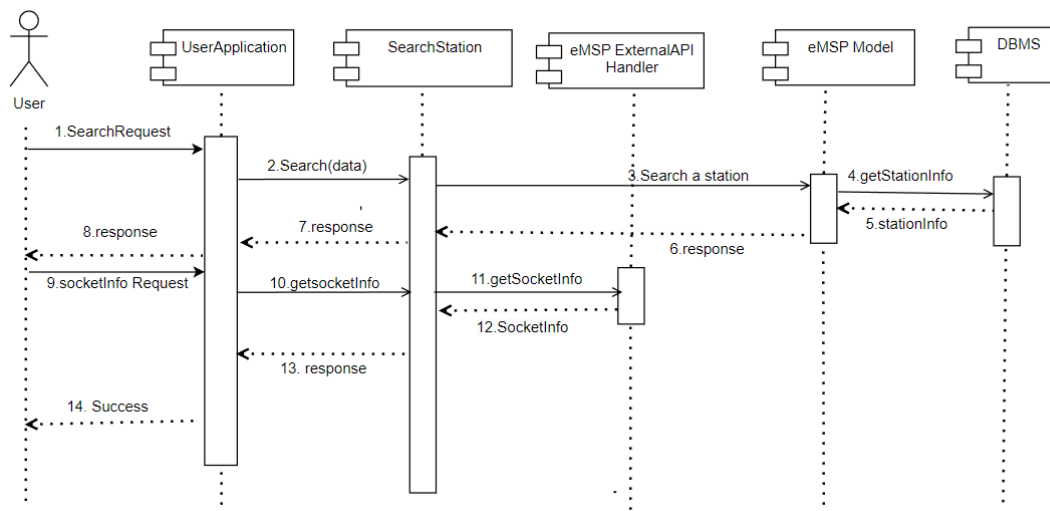 UserApplication
SearchStation
eMSP ExternalAPI
Handler
eMSP Model
DBMS
User
1.SearchRequest
2.Search(data)
3.Search a station
4.getStationInfo
5.stationInfo
6.response
7.response
8.response
9.socketInfo Request
10.getsocketInfo
11.getSocketInfo
12.SocketInfo
13. response
14. Success